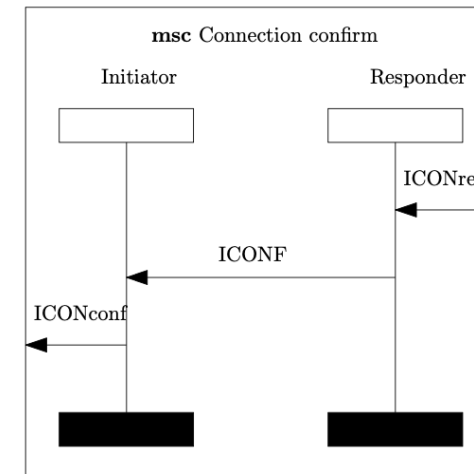 msc Connection confirm
Initiator Responder
ICONre
ICONF
ICONconf